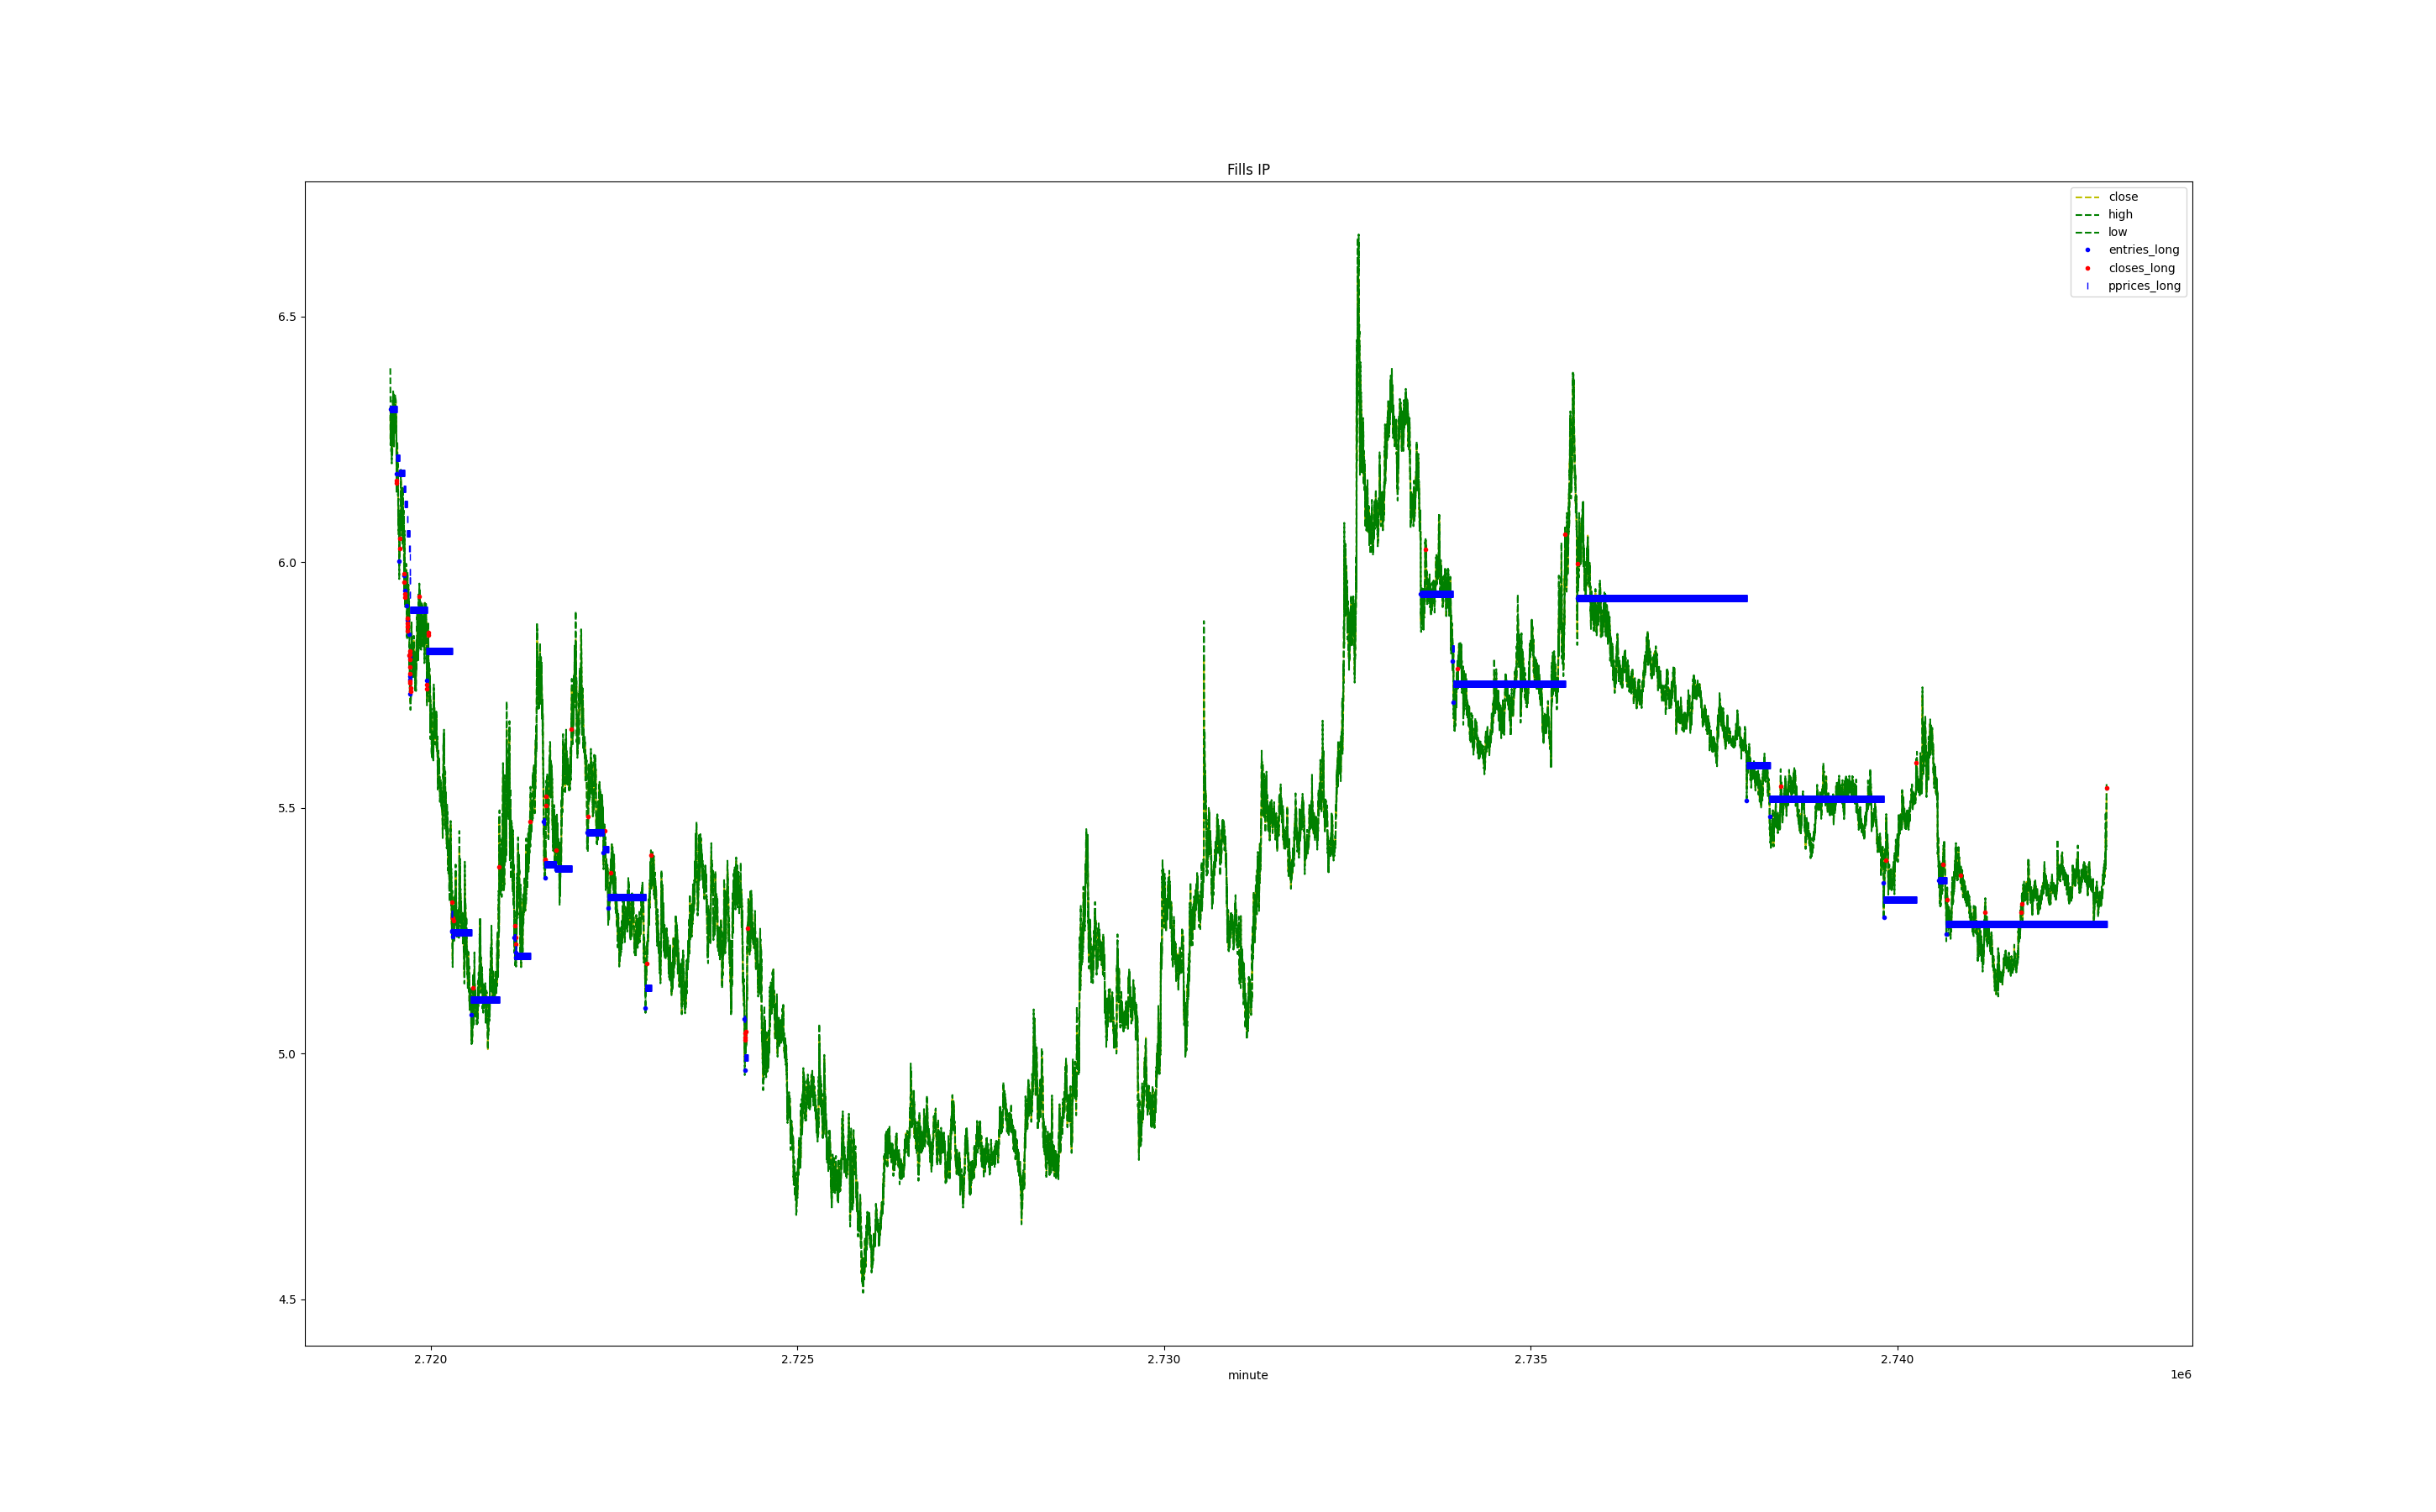 Fills IP
close
high
low
entries_long
closes_long
pprices_long
6.5
6.0
5.5
5.0
4.5
2.720 2.725 2.730 2.735 2.740
minute
1e6